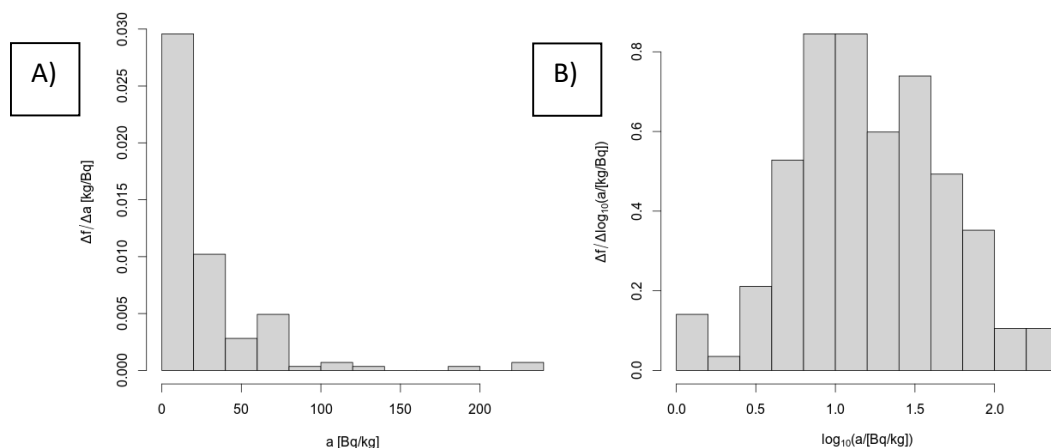 A)
Δf/Δa [kg/Bq]
0.000 0.005 0.010 0.015 0.020 0.025 0.030
0 50 100 150 200
a [Bq/kg]
B)
Δf/Δlog₁₀(a/[kg/Bq])
0.0 0.2 0.4 0.6 0.8
0.0 0.5 1.0 1.5 2.0
log₁₀(a/[Bq/kg])